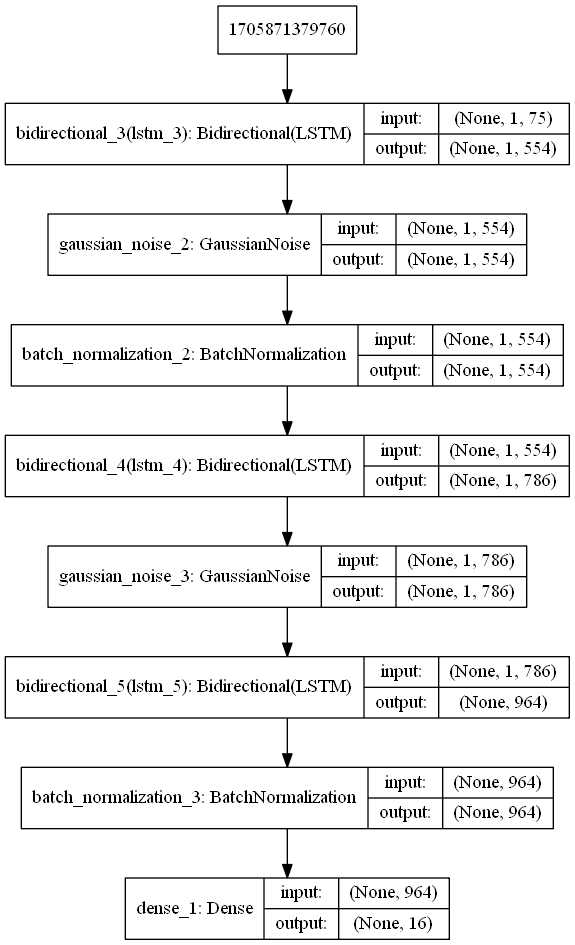 1705871379760
bidirectional_3(lstm_3): Bidirectional(LSTM)
input: (None, 1, 75)
output: (None, 1, 554)
gaussian_noise_2: GaussianNoise
input: (None, 1, 554)
output: (None, 1, 554)
batch_normalization_2: BatchNormalization
input: (None, 1, 554)
output: (None, 1, 554)
bidirectional_4(lstm_4): Bidirectional(LSTM)
input: (None, 1, 554)
output: (None, 1, 786)
gaussian_noise_3: GaussianNoise
input: (None, 1, 786)
output: (None, 1, 786)
bidirectional_5(lstm_5): Bidirectional(LSTM)
input: (None, 1, 786)
output: (None, 964)
batch_normalization_3: BatchNormalization
input: (None, 964)
output: (None, 964)
dense_1: Dense
input: (None, 964)
output: (None, 16)